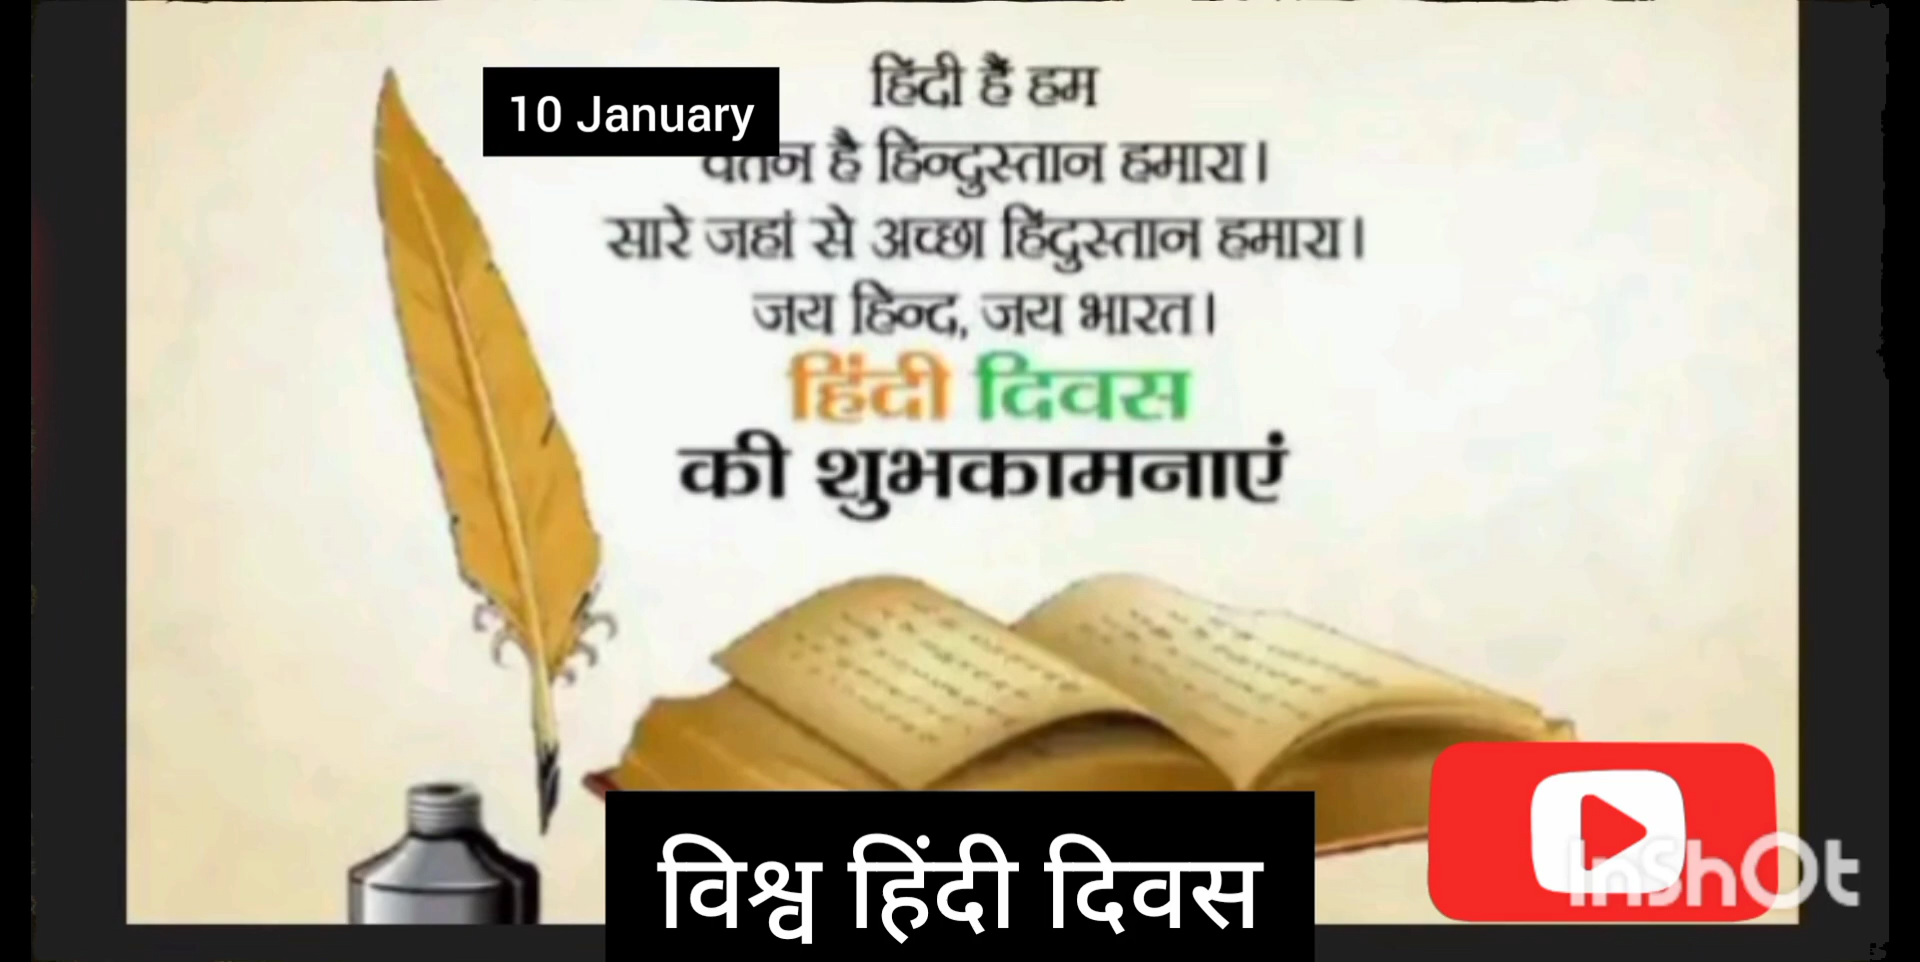 10 January
हिंदी हैं हम
वतन है हिन्दुस्तान हमारा।
सारे जहां से अच्छा हिंदुस्तान हमारा।
जय हिन्द, जय भारत।
हिंदी दिवस
की शुभकामनाएं
विश्व हिंदी दिवस
InShOt